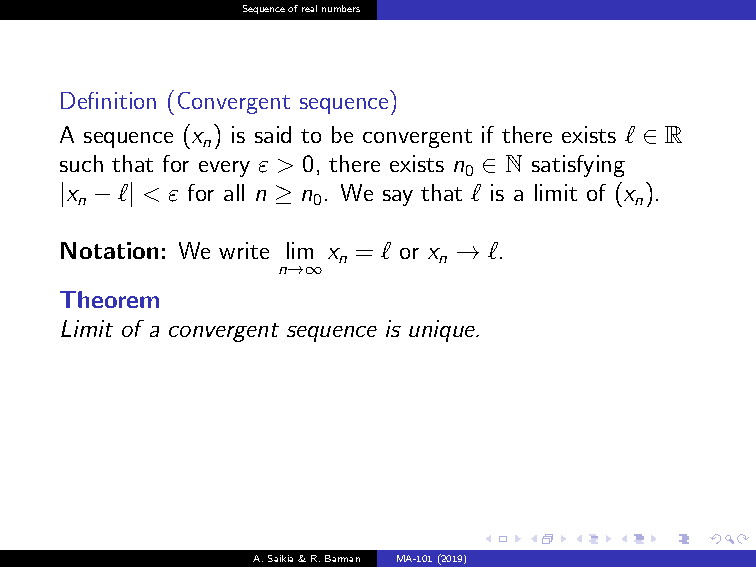 Sequence of real numbers
Definition (Convergent sequence)
A sequence (xₙ) is said to be convergent if there exists ℓ ∈ ℝ
such that for every ε > 0, there exists n₀ ∈ ℕ satisfying
|xₙ − ℓ| < ε for all n ≥ n₀. We say that ℓ is a limit of (xₙ).
Notation: We write lim xₙ = ℓ or xₙ → ℓ.
n→∞
Theorem
Limit of a convergent sequence is unique.
A. Saikia & R. Barman MA-101 (2019)